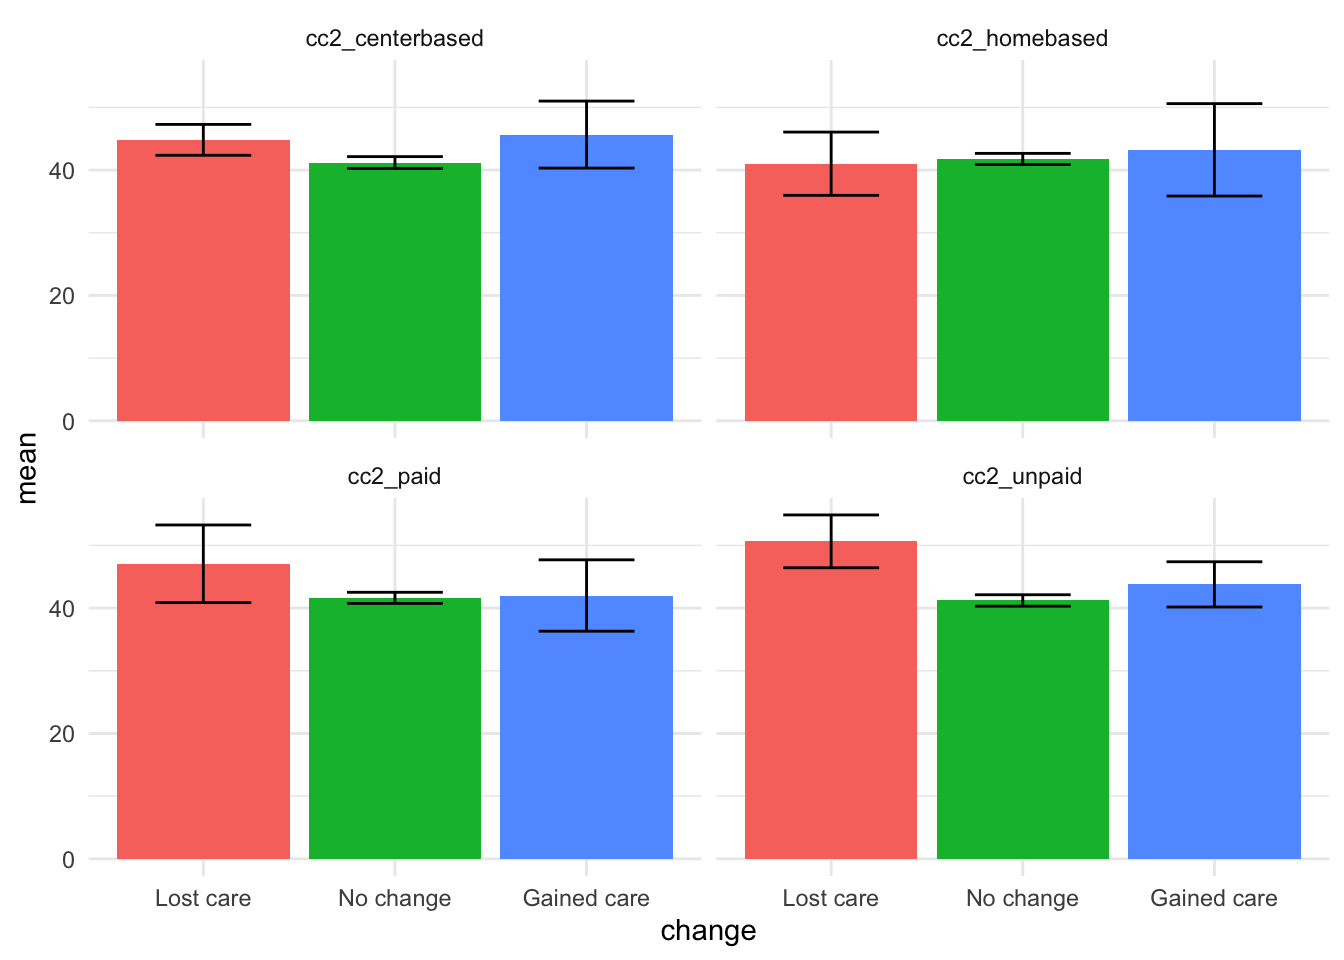 cc2_centerbased
cc2_homebased
40
20
0
cc2_paid
cc2_unpaid
mean
40
20
0
Lost care
No change
Gained care
Lost care
No change
Gained care
change